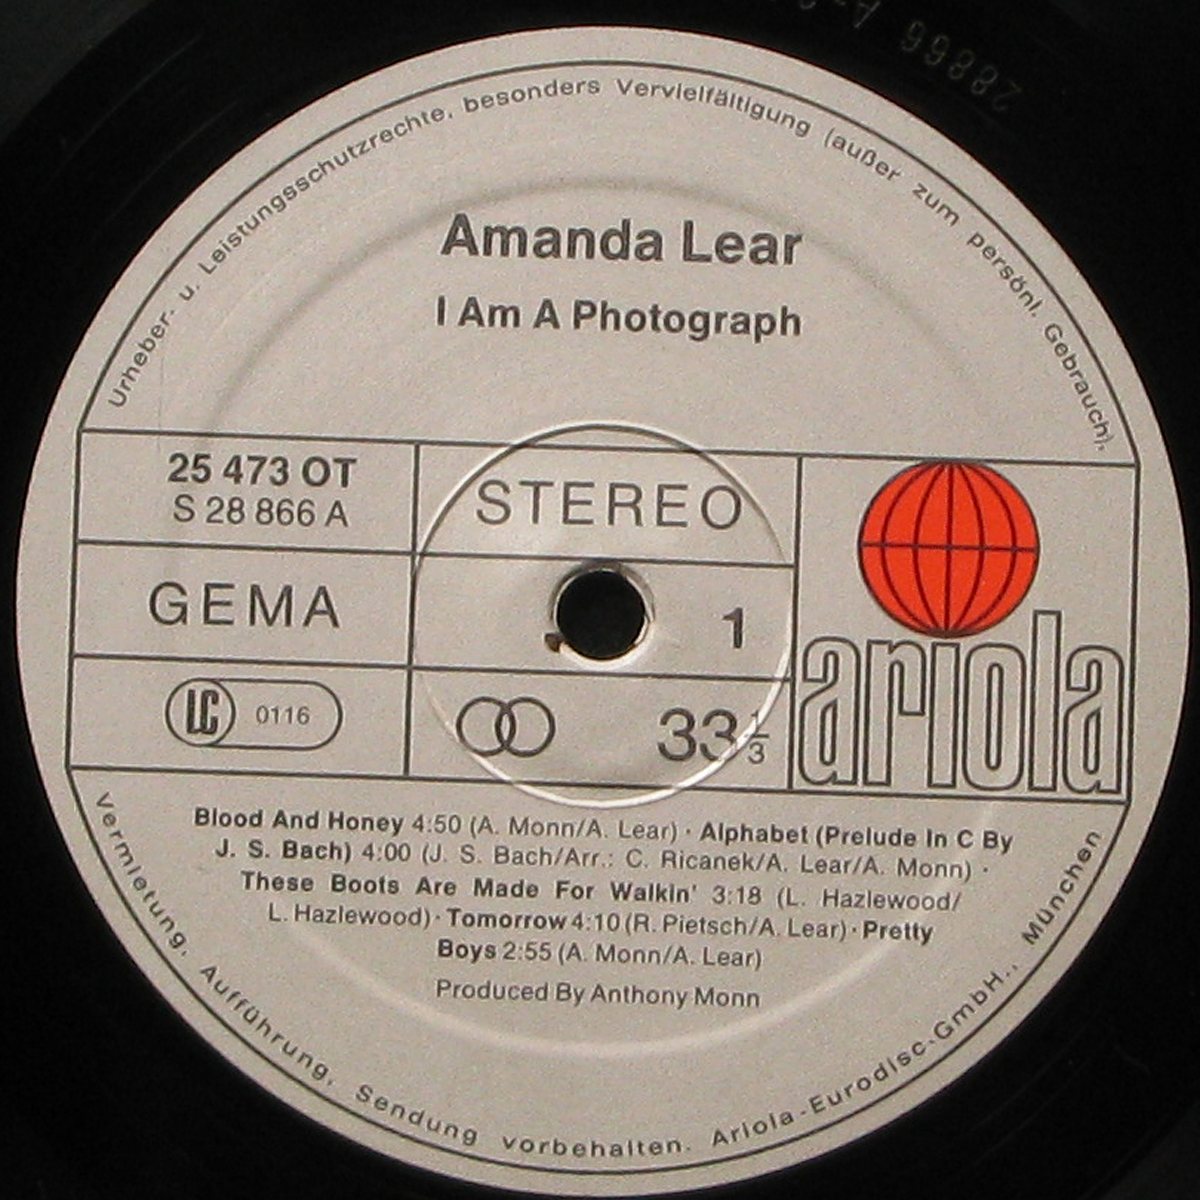 28866 A-
Urheber- u. Leistungsschutzrechte, besonders Vervielfältigung (außer zum persönl. Gebrauch),
Amanda Lear
I Am A Photograph
25 473 OT
S 28 866 A
STEREO
GEMA
1
LC 0116
33 1/3
ariola
Blood And Honey 4:50 (A. Monn/A. Lear) · Alphabet (Prelude In C By
J. S. Bach) 4:00 (J. S. Bach/Arr.: C. Ricanek/A. Lear/A. Monn) ·
These Boots Are Made For Walkin' 3:18 (L. Hazlewood/
L. Hazlewood) · Tomorrow 4:10 (R. Pietsch/A. Lear) · Pretty
Boys 2:55 (A. Monn/A. Lear)
Produced By Anthony Monn
Vermietung, Aufführung, Sendung vorbehalten. Ariola-Eurodisc-GmbH., München